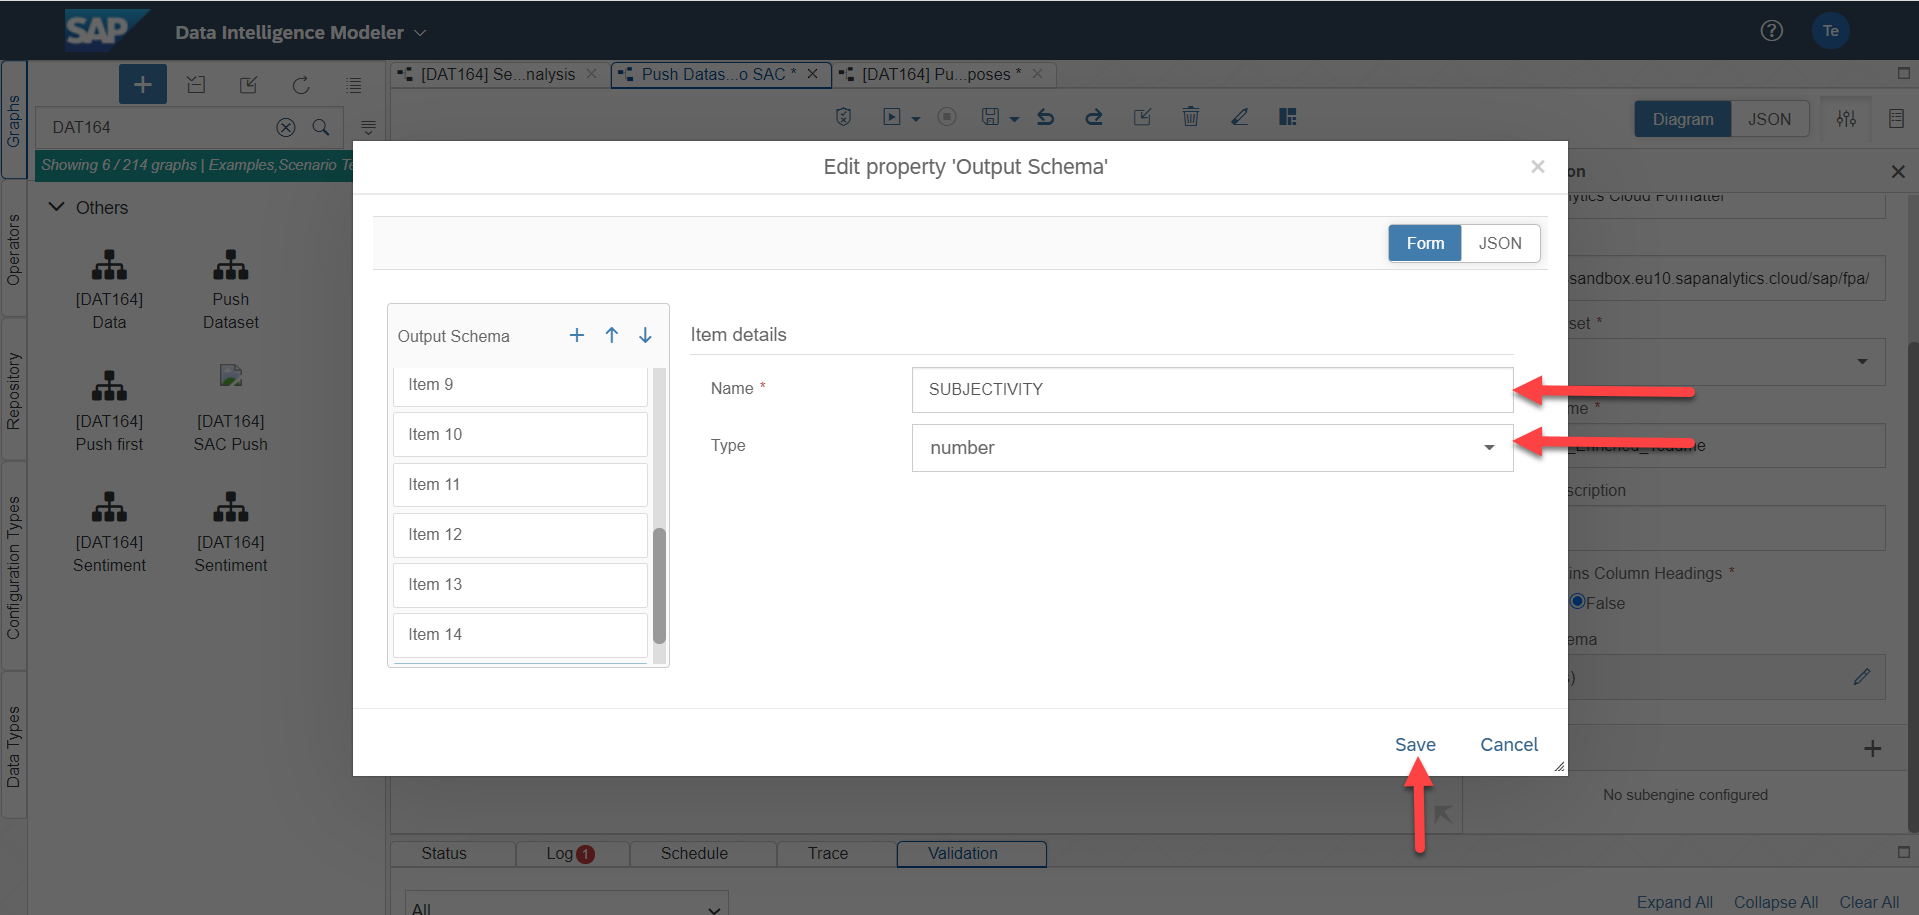 SAP
Data Intelligence Modeler
Te
Graphs
Operators
Repository
Configuration Types
Data Types
[DAT164] Se...nalysis
Push Datas...o SAC *
[DAT164] Pu...poses *
DAT164
Showing 6 / 214 graphs | Examples,Scenario Te
Diagram
JSON
Others
[DAT164]
Data
Push
Dataset
[DAT164]
Push first
[DAT164]
SAC Push
[DAT164]
Sentiment
[DAT164]
Sentiment
Edit property 'Output Schema'
Form
JSON
Output Schema
Item 9
Item 10
Item 11
Item 12
Item 13
Item 14
Item details
Name *
SUBJECTIVITY
Type
number
Save
Cancel
on
lytics Cloud Formatter
sandbox.eu10.sapanalytics.cloud/sap/fpa/
set *
me *
scription
ins Column Headings *
False
ema
s)
No subengine configured
Status
Log 1
Schedule
Trace
Validation
All
Expand All
Collapse All
Clear All